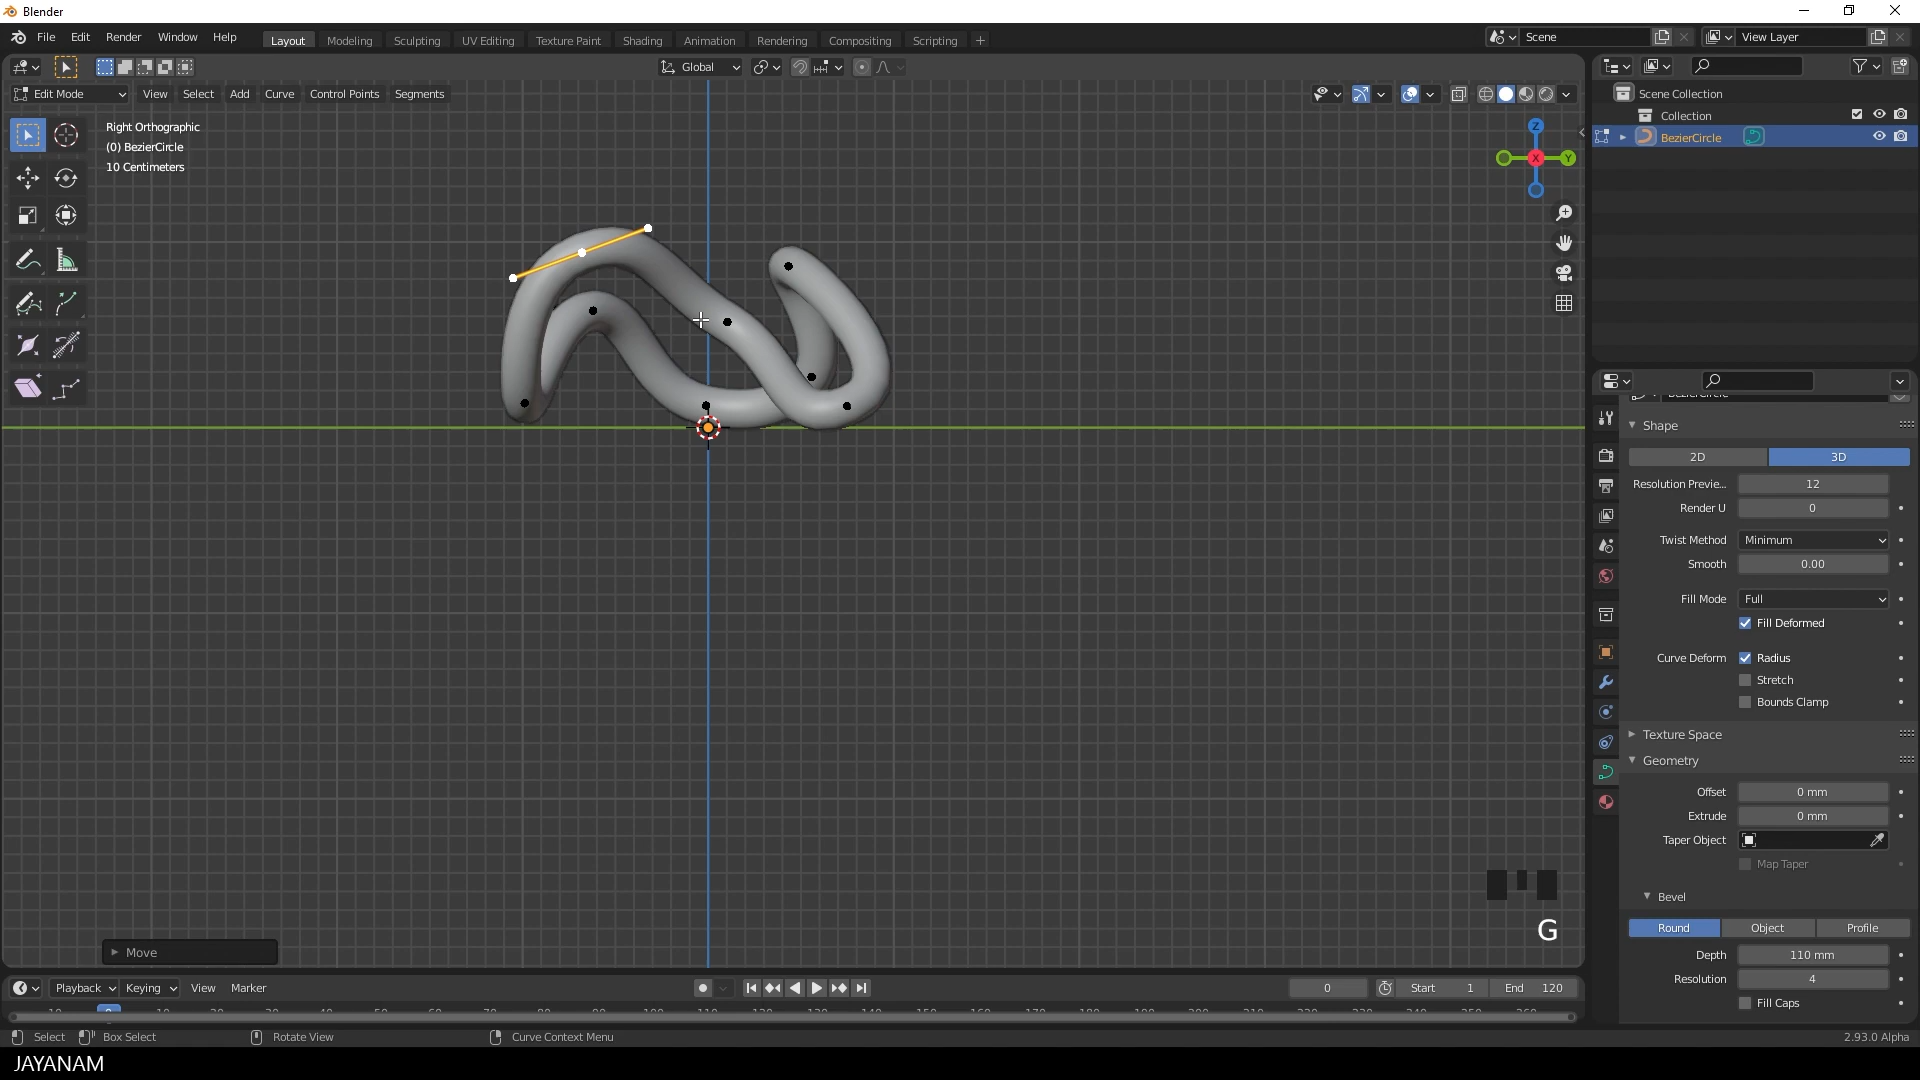 Blender
File Edit Render Window Help
Layout Modeling Sculpting UV Editing Texture Paint Shading Animation Rendering Compositing Scripting +
Scene
View Layer
Global
Edit Mode View Select Add Curve Control Points Segments
Right Orthographic
(0) BezierCircle
10 Centimeters
Z
X
Y
Scene Collection
Collection
BezierCircle
Shape
2D 3D
Resolution Previe... 12
Render U 0
Twist Method Minimum
Smooth 0.00
Fill Mode Full
Fill Deformed
Curve Deform Radius
Stretch
Bounds Clamp
Texture Space
Geometry
Offset 0 mm
Extrude 0 mm
Taper Object
Map Taper
Bevel
Round Object Profile
Depth 110 mm
Resolution 4
Fill Caps
G
Move
Playback Keying View Marker
0 Start 1 End 120
Select Box Select Rotate View Curve Context Menu
2.93.0 Alpha
JAYANAM